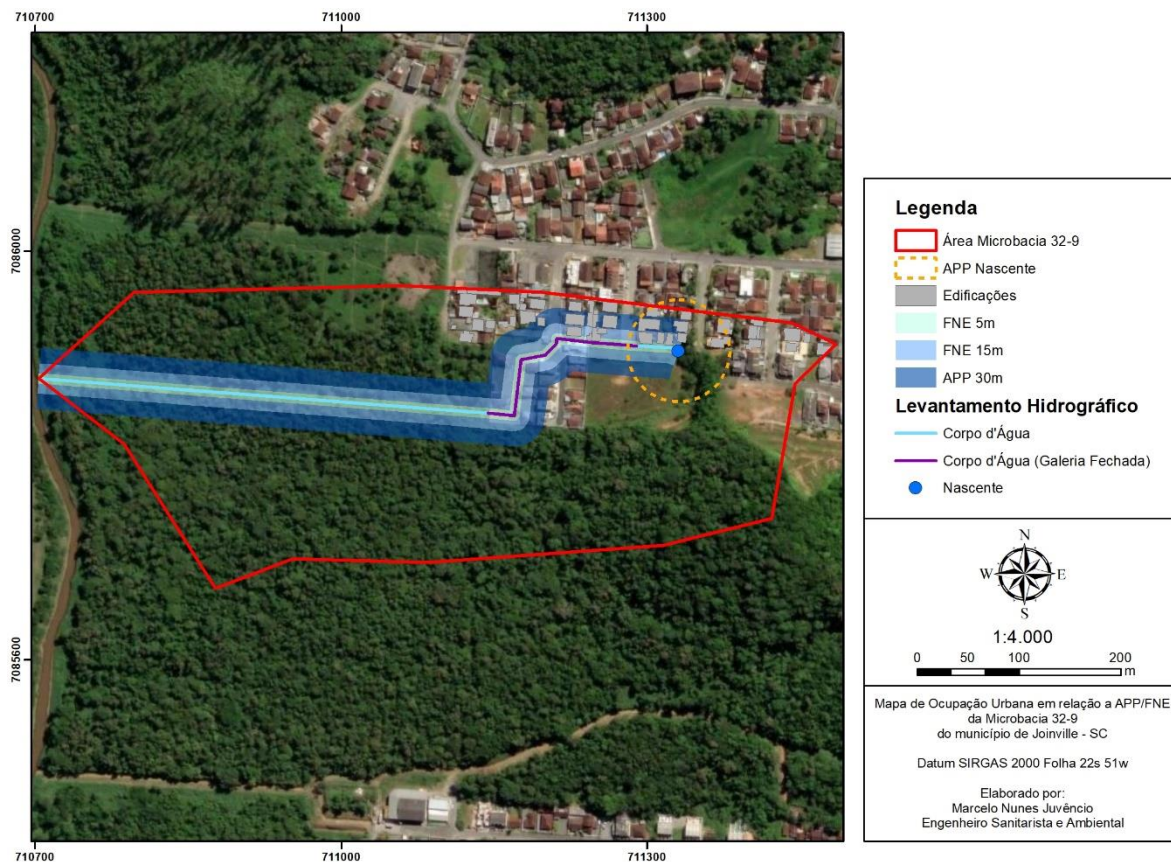 710700
711000
711300
7086000
7085600
710700
711000
711300
Legenda
Área Microbacia 32-9
APP Nascente
Edificações
FNE 5m
FNE 15m
APP 30m
Levantamento Hidrográfico
Corpo d'Água
Corpo d'Água (Galeria Fechada)
Nascente
N
W
E
S
1:4.000
0 50 100 200
m
Mapa de Ocupação Urbana em relação a APP/FNE
da Microbacia 32-9
do município de Joinville - SC
Datum SIRGAS 2000 Folha 22s 51w
Elaborado por:
Marcelo Nunes Juvêncio
Engenheiro Sanitarista e Ambiental